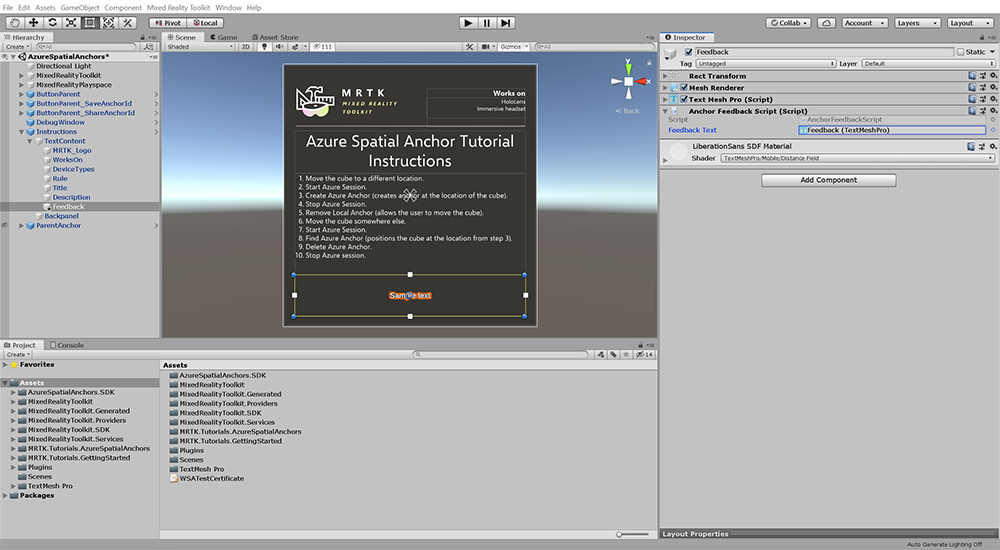 File Edit Assets GameObject Component Mixed Reality Toolkit Window Help
Pivot Local
Collab Account Layers Layout
Hierarchy
Create All
AzureSpatialAnchors*
Directional Light
MixedRealityToolkit
MixedRealityPlayspace
ButtonParent
ButtonParent_SaveAnchorId
ButtonParent_ShareAnchorId
DebugWindow
Instructions
TextContent
MRTK_Logo
WorksOn
DeviceTypes
Rule
Title
Description
Feedback
Backpanel
ParentAnchor
Scene Game Asset Store
Shaded 2D 111 Gizmos All
Back
MRTK
MIXED REALITY
TOOLKIT
Works on
HoloLens
Immersive headset
Azure Spatial Anchor Tutorial
Instructions
1. Move the cube to a different location.
2. Start Azure Session.
3. Create Azure Anchor (creates anchor at the location of the cube).
4. Stop Azure Session.
5. Remove Local Anchor (allows the user to move the cube).
6. Move the cube somewhere else.
7. Start Azure Session.
8. Find Azure Anchor (positions the cube at the location from step 3).
9. Delete Azure Anchor.
10. Stop Azure session.
Sample text
Inspector
Feedback Static
Tag Untagged Layer Default
Rect Transform
Mesh Renderer
Text Mesh Pro (Script)
Anchor Feedback Script (Script)
Script AnchorFeedbackScript
Feedback Text Feedback (TextMeshPro)
LiberationSans SDF Material
Shader TextMeshPro/Mobile/Distance Field
Add Component
Layout Properties
Project Console
Create 14
Favorites
Assets
AzureSpatialAnchors.SDK
MixedRealityToolkit
MixedRealityToolkit.Generated
MixedRealityToolkit.Providers
MixedRealityToolkit.SDK
MixedRealityToolkit.Services
MRTK.Tutorials.AzureSpatialAnchors
MRTK.Tutorials.GettingStarted
Plugins
Scenes
TextMesh Pro
Packages
Assets
AzureSpatialAnchors.SDK
MixedRealityToolkit
MixedRealityToolkit.Generated
MixedRealityToolkit.Providers
MixedRealityToolkit.SDK
MixedRealityToolkit.Services
MRTK.Tutorials.AzureSpatialAnchors
MRTK.Tutorials.GettingStarted
Plugins
Scenes
TextMesh Pro
WSATestCertificate
Auto Generate Lighting Off